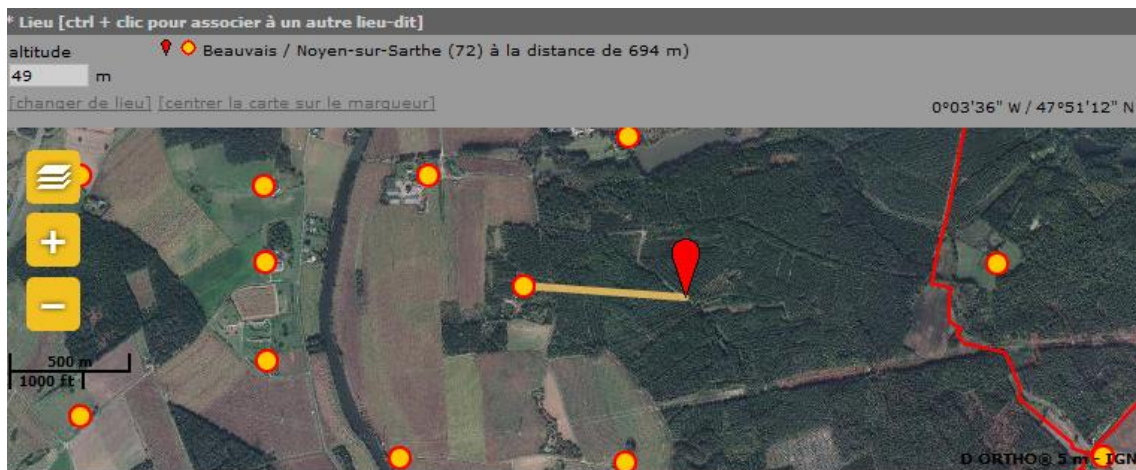 * Lieu [ctrl + clic pour associer à un autre lieu-dit]
altitude
Beauvais / Noyen-sur-Sarthe (72) à la distance de 694 m)
49 m
[changer de lieu] [centrer la carte sur le marqueur]
0°03'36" W / 47°51'12" N
+
−
500 m
1000 ft
D ORTHO® 5 m - IGN